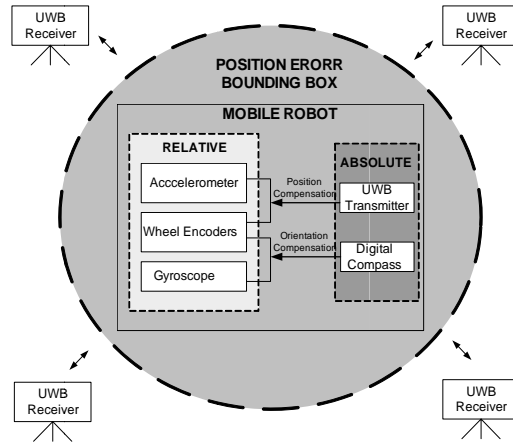 UWB
Receiver
UWB
Receiver
POSITION ERORR
BOUNDING BOX
MOBILE ROBOT
RELATIVE
ABSOLUTE
Acccelerometer
Position
Compensation
UWB
Transmitter
Wheel Encoders
Orientation
Compensation
Digital
Compass
Gyroscope
UWB
Receiver
UWB
Receiver